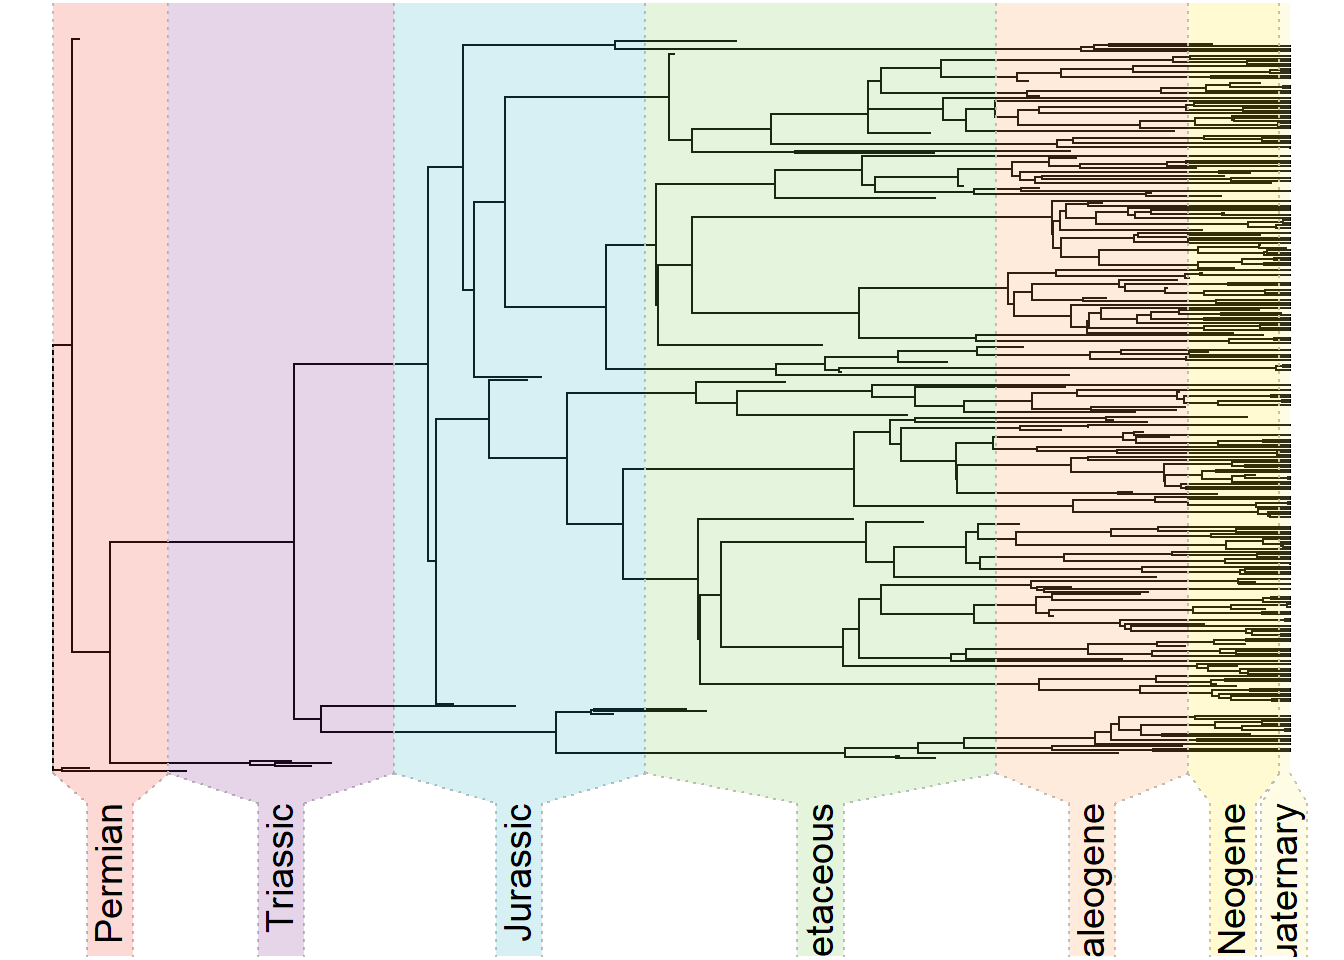 Permian
Triassic
Jurassic
etaceous
aleogene
Neogene
uaternary